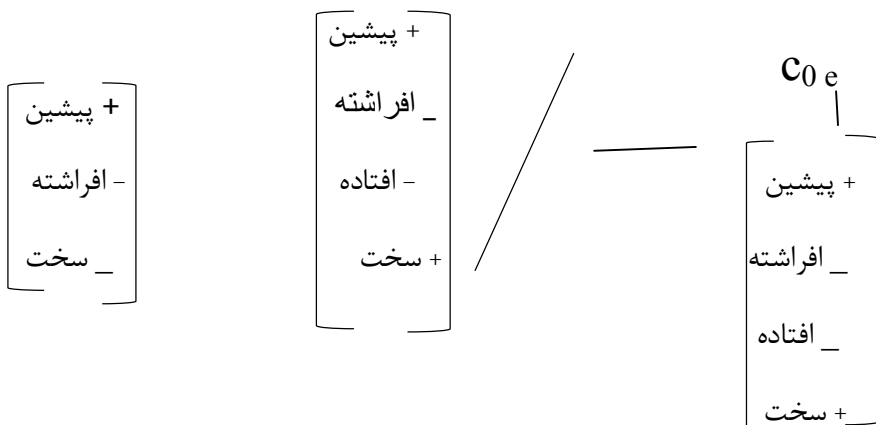 + پیشین
– افراشته
_ سخت
+ پیشین
_ افراشته
– افتاده
+ سخت
c0 e
+ پیشین
_ افراشته
_ افتاده
+ سخت